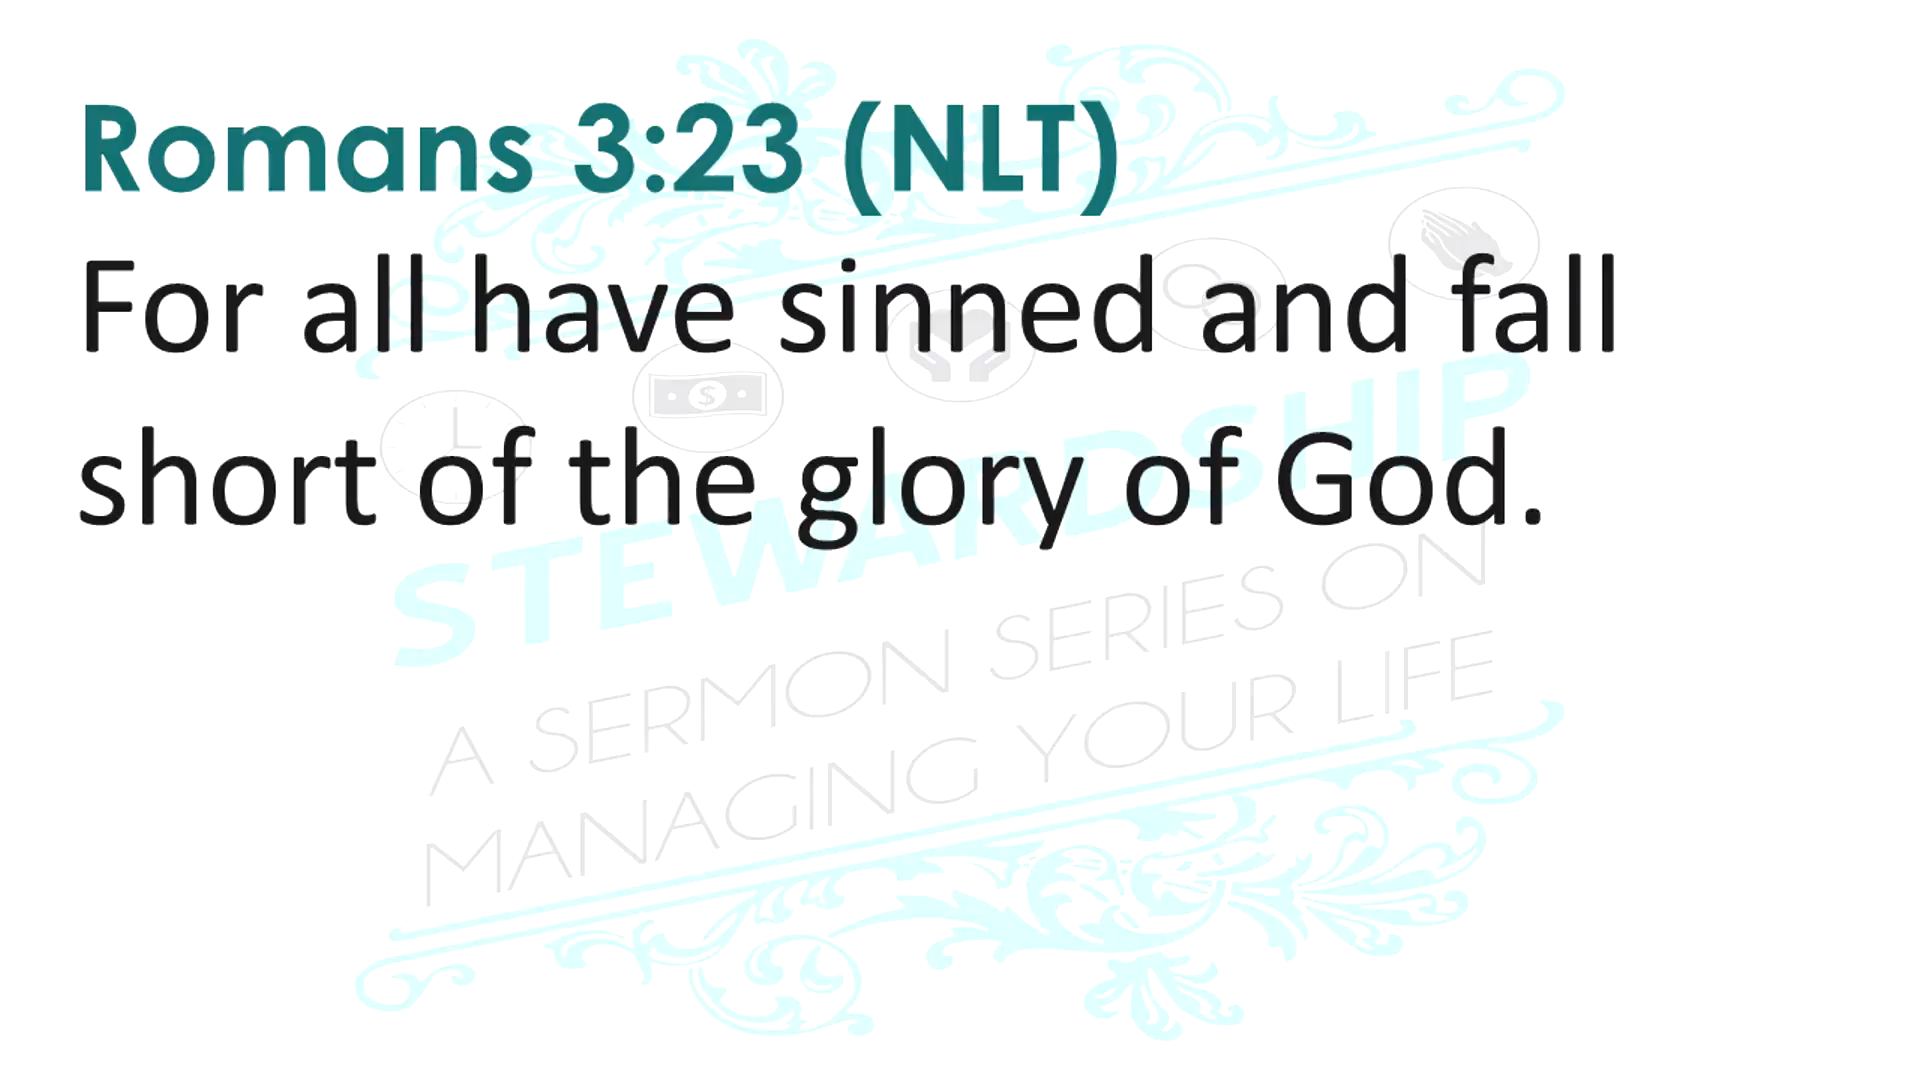 Romans 3:23 (NLT)
For all have sinned and fall
short of the glory of God.
$
STEWARDSHIP
A SERMON SERIES ON
MANAGING YOUR LIFE